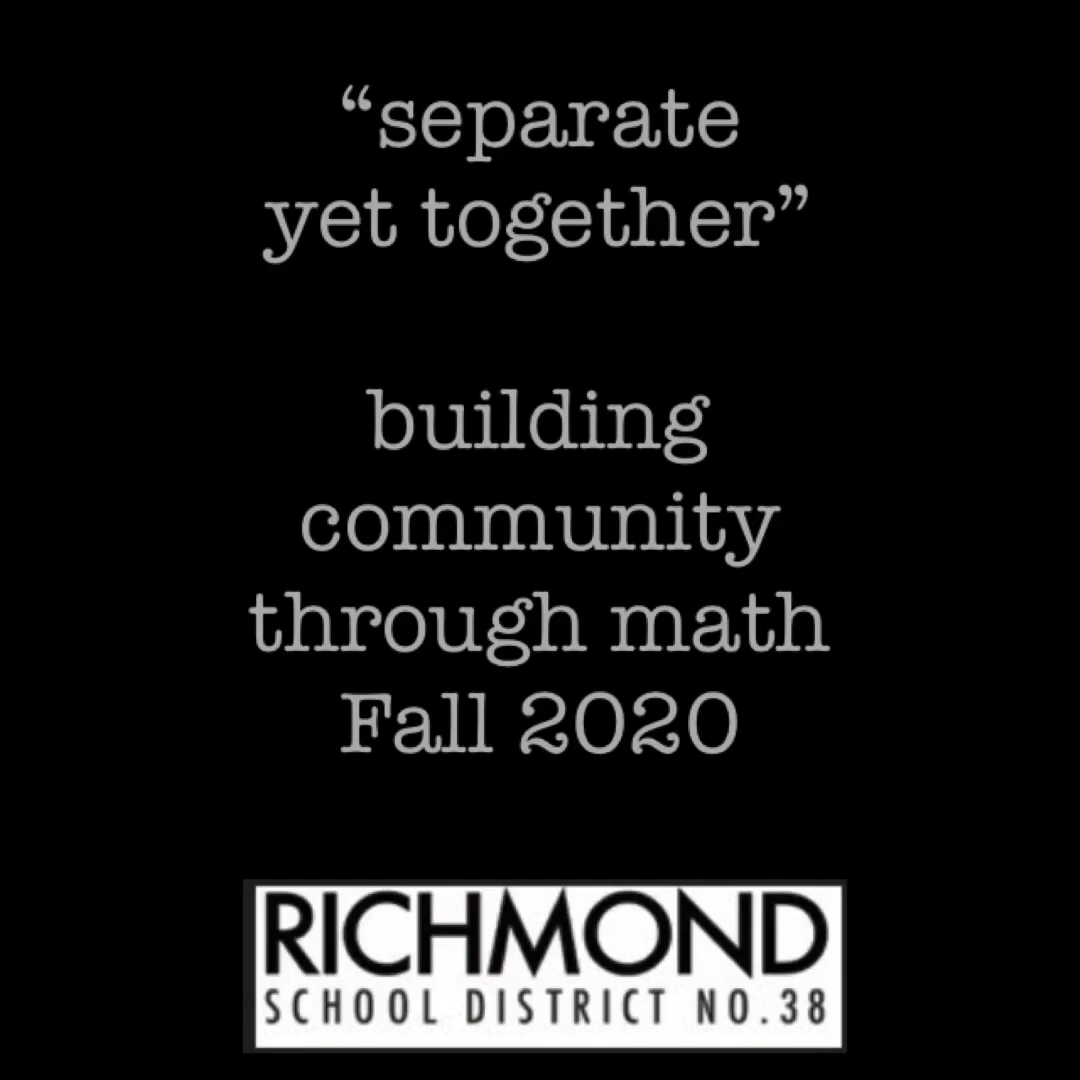 “separate
yet together”
building
community
through math
Fall 2020
RICHMOND
SCHOOL DISTRICT NO.38